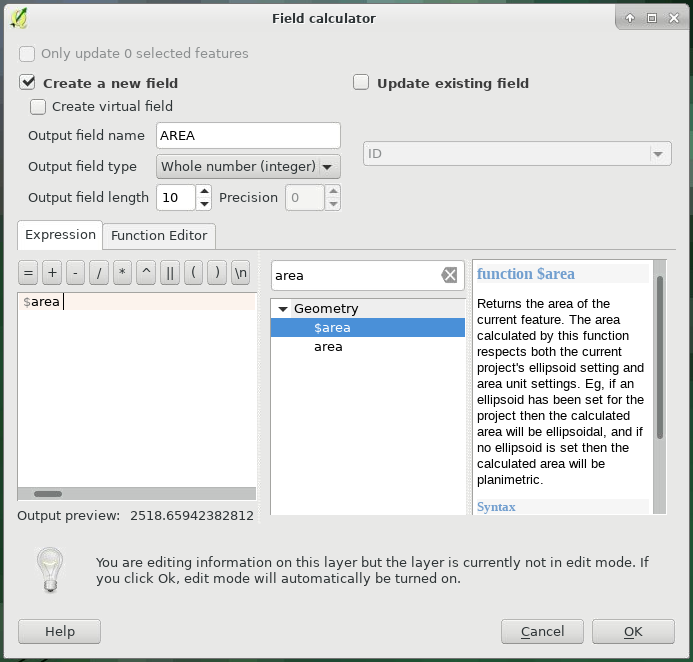 Field calculator
Only update 0 selected features
Create a new field
Update existing field
Create virtual field
Output field name AREA
ID
Output field type Whole number (integer)
Output field length 10 Precision 0
Expression Function Editor
= + - / * ^ || ( ) \n
$area
area
Geometry
$area
area
function $area
Returns the area of the
current feature. The area
calculated by this function
respects both the current
project's ellipsoid setting and
area unit settings. Eg, if an
ellipsoid has been set for the
project then the calculated
area will be ellipsoidal, and if
no ellipsoid is set then the
calculated area will be
planimetric.
Syntax
Output preview: 2518.65942382812
You are editing information on this layer but the layer is currently not in edit mode. If
you click Ok, edit mode will automatically be turned on.
Help Cancel OK